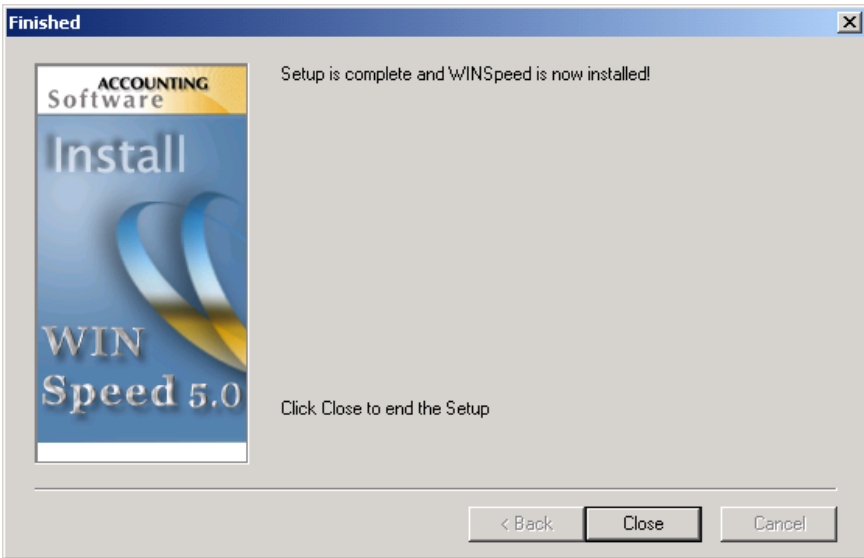 Finished
ACCOUNTING
Software
Install
WIN
Speed 5.0
Setup is complete and WINSpeed is now installed!
Click Close to end the Setup
< Back
Close
Cancel